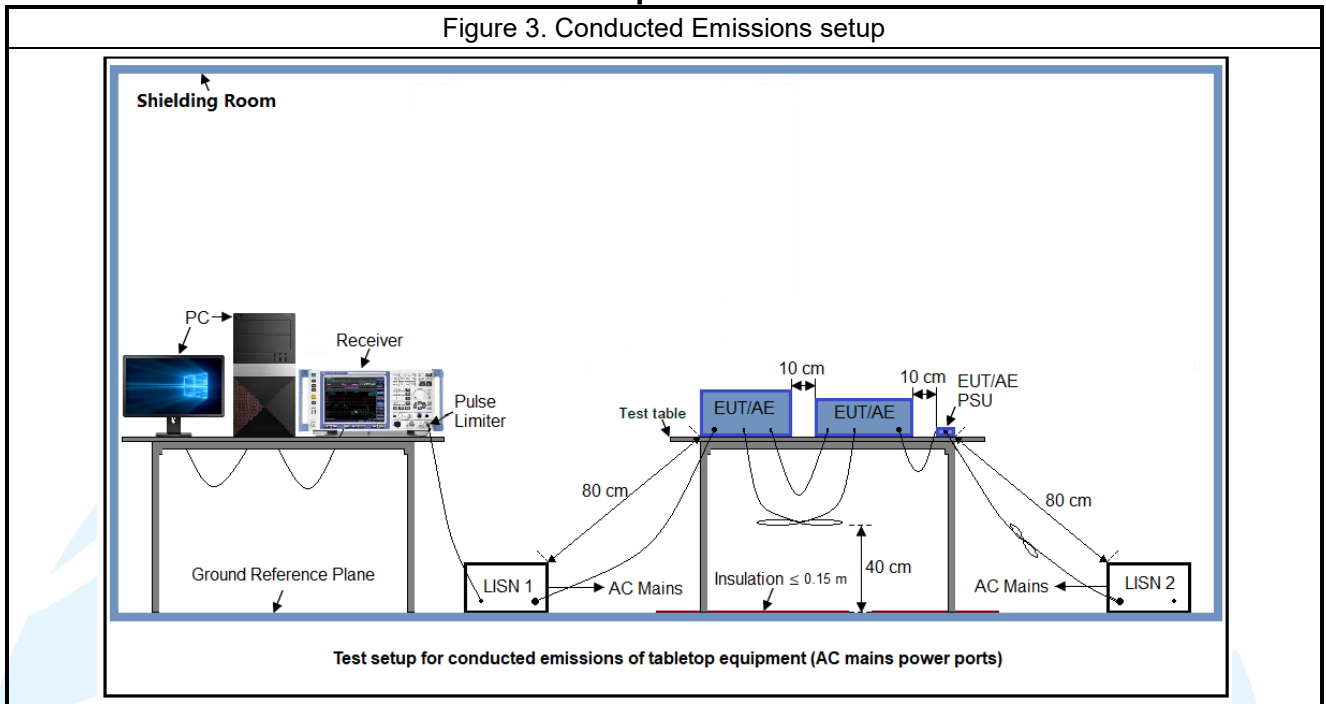 Figure 3. Conducted Emissions setup
Shielding Room
PC
Receiver
Pulse
Limiter
10 cm
10 cm
EUT/AE
PSU
Test table
EUT/AE
EUT/AE
80 cm
80 cm
40 cm
Ground Reference Plane
LISN 1
AC Mains
Insulation ≤ 0.15 m
AC Mains
LISN 2
Test setup for conducted emissions of tabletop equipment (AC mains power ports)